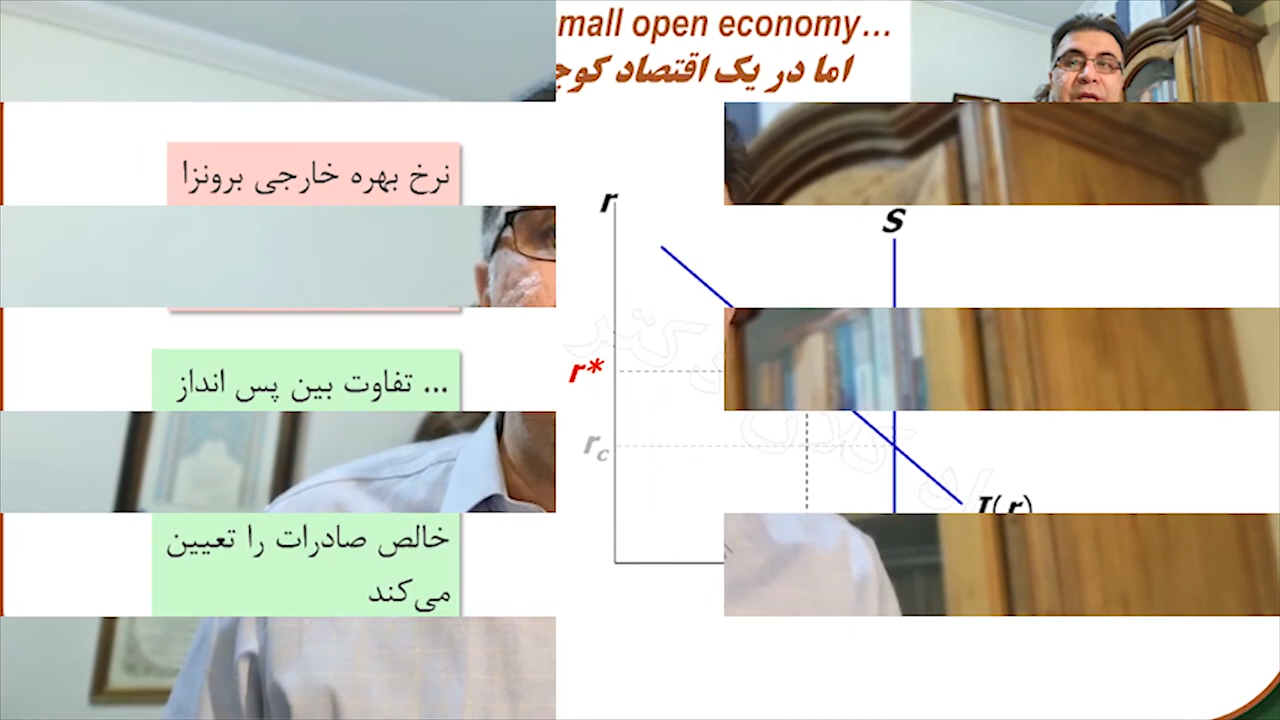 mall open economy…
اما در یک اقتصاد کوچ
نرخ بهره خارجی برونزا
... تفاوت بین پس انداز
خالص صادرات را تعیین
می‌کند
r
S
r*
r c
I(r)